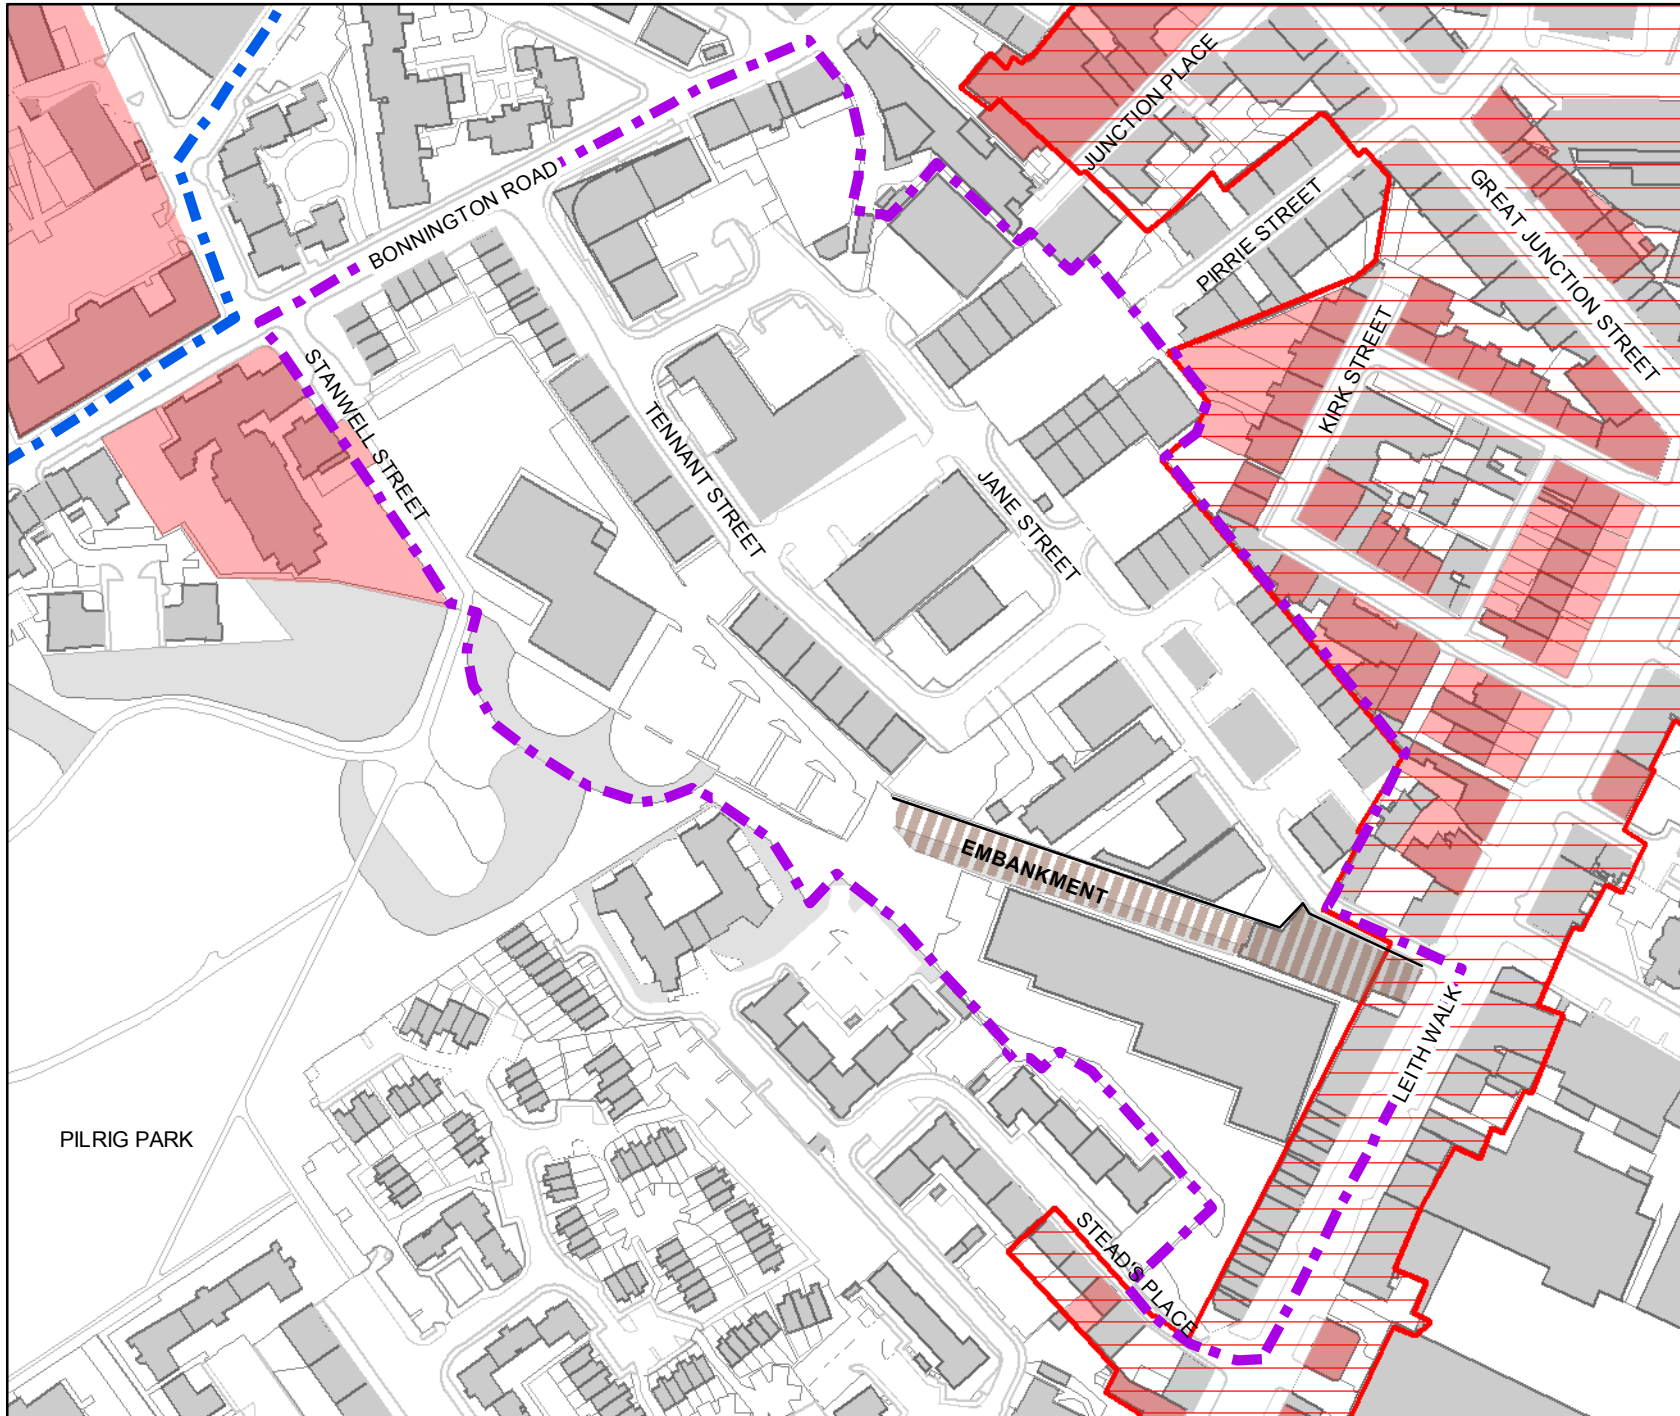 JUNCTION PLACE
BONNINGTON ROAD
GREAT JUNCTION STREET
PIRRIE STREET
KIRK STREET
STANWELL STREET
TENNANT STREET
JANE STREET
EMBANKMENT
LEITH WALK
PILRIG PARK
STEAD'S PLACE